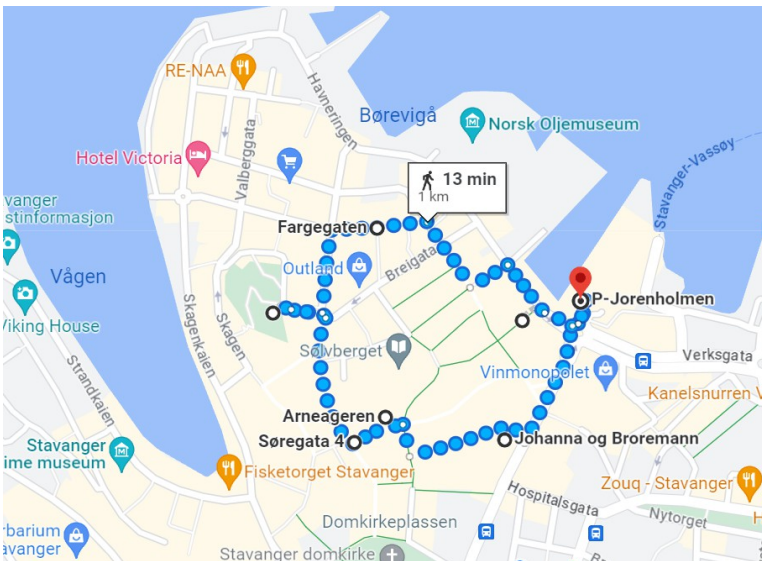 RE-NAA
Havneringen
Børevigå
Norsk Oljemuseum
Hotel Victoria
Valberggata
13 min
1 km
Stavanger-Vassøy
vanger
stinformasjon
Fargegaten
Breigata
Outland
Vågen
P-Jorenholmen
Viking House
Skagenkaien
Skagen
Sølvberget
Verksgata
Vinmonopolet
Strandkaien
Kanelsnurren V
Arneageren
Søregata 4
Johanna og Broremann
Stavanger
ime museum
Fisketorget Stavanger
Hospitalsgata
Zouq - Stavanger
Nytorget
H
Domkirkeplassen
rbarium
avanger
Stavanger domkirke